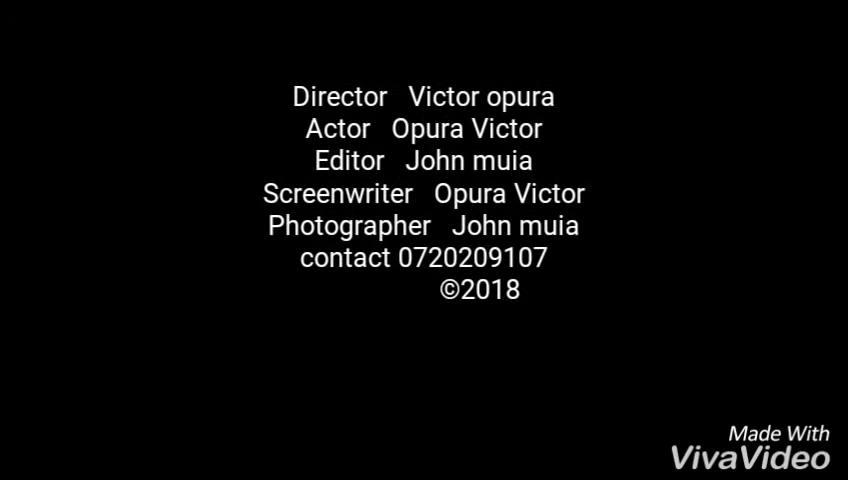 Director Victor opura
Actor Opura Victor
Editor John muia
Screenwriter Opura Victor
Photographer John muia
contact 0720209107
©2018
Made With
VivaVideo